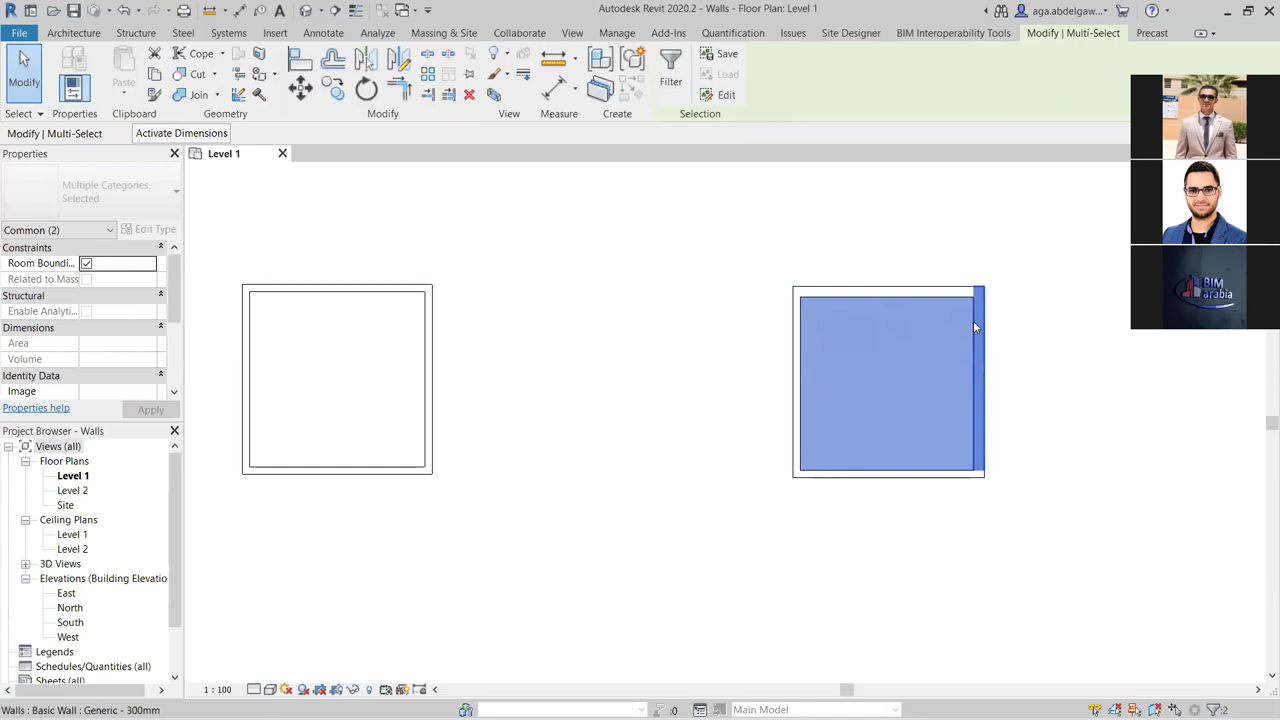 Autodesk Revit 2020.2 - Walls - Floor Plan: Level 1
aga.abdelgaw...
File Architecture Structure Steel Systems Insert Annotate Analyze Massing & Site Collaborate View Manage Add-Ins Quantification Issues Site Designer BIM Interoperability Tools Modify | Multi-Select Precast
Modify
Paste
Cope
Cut
Join
Filter
Save
Load
Edit
Select Properties Clipboard Geometry Modify View Measure Create Selection
Modify | Multi-Select Activate Dimensions
Properties
Level 1
Multiple Categories
Selected
Common (2) Edit Type
Constraints
Room Boundi...
Related to Mass
Structural
Enable Analyti...
Dimensions
Area
Volume
Identity Data
Image
Properties help Apply
Project Browser - Walls
Views (all)
Floor Plans
Level 1
Level 2
Site
Ceiling Plans
Level 1
Level 2
3D Views
Elevations (Building Elevatio
East
North
South
West
Legends
Schedules/Quantities (all)
Sheets (all)
BIM
arabia
1 : 100
Walls : Basic Wall : Generic - 300mm
:0
Main Model
:2